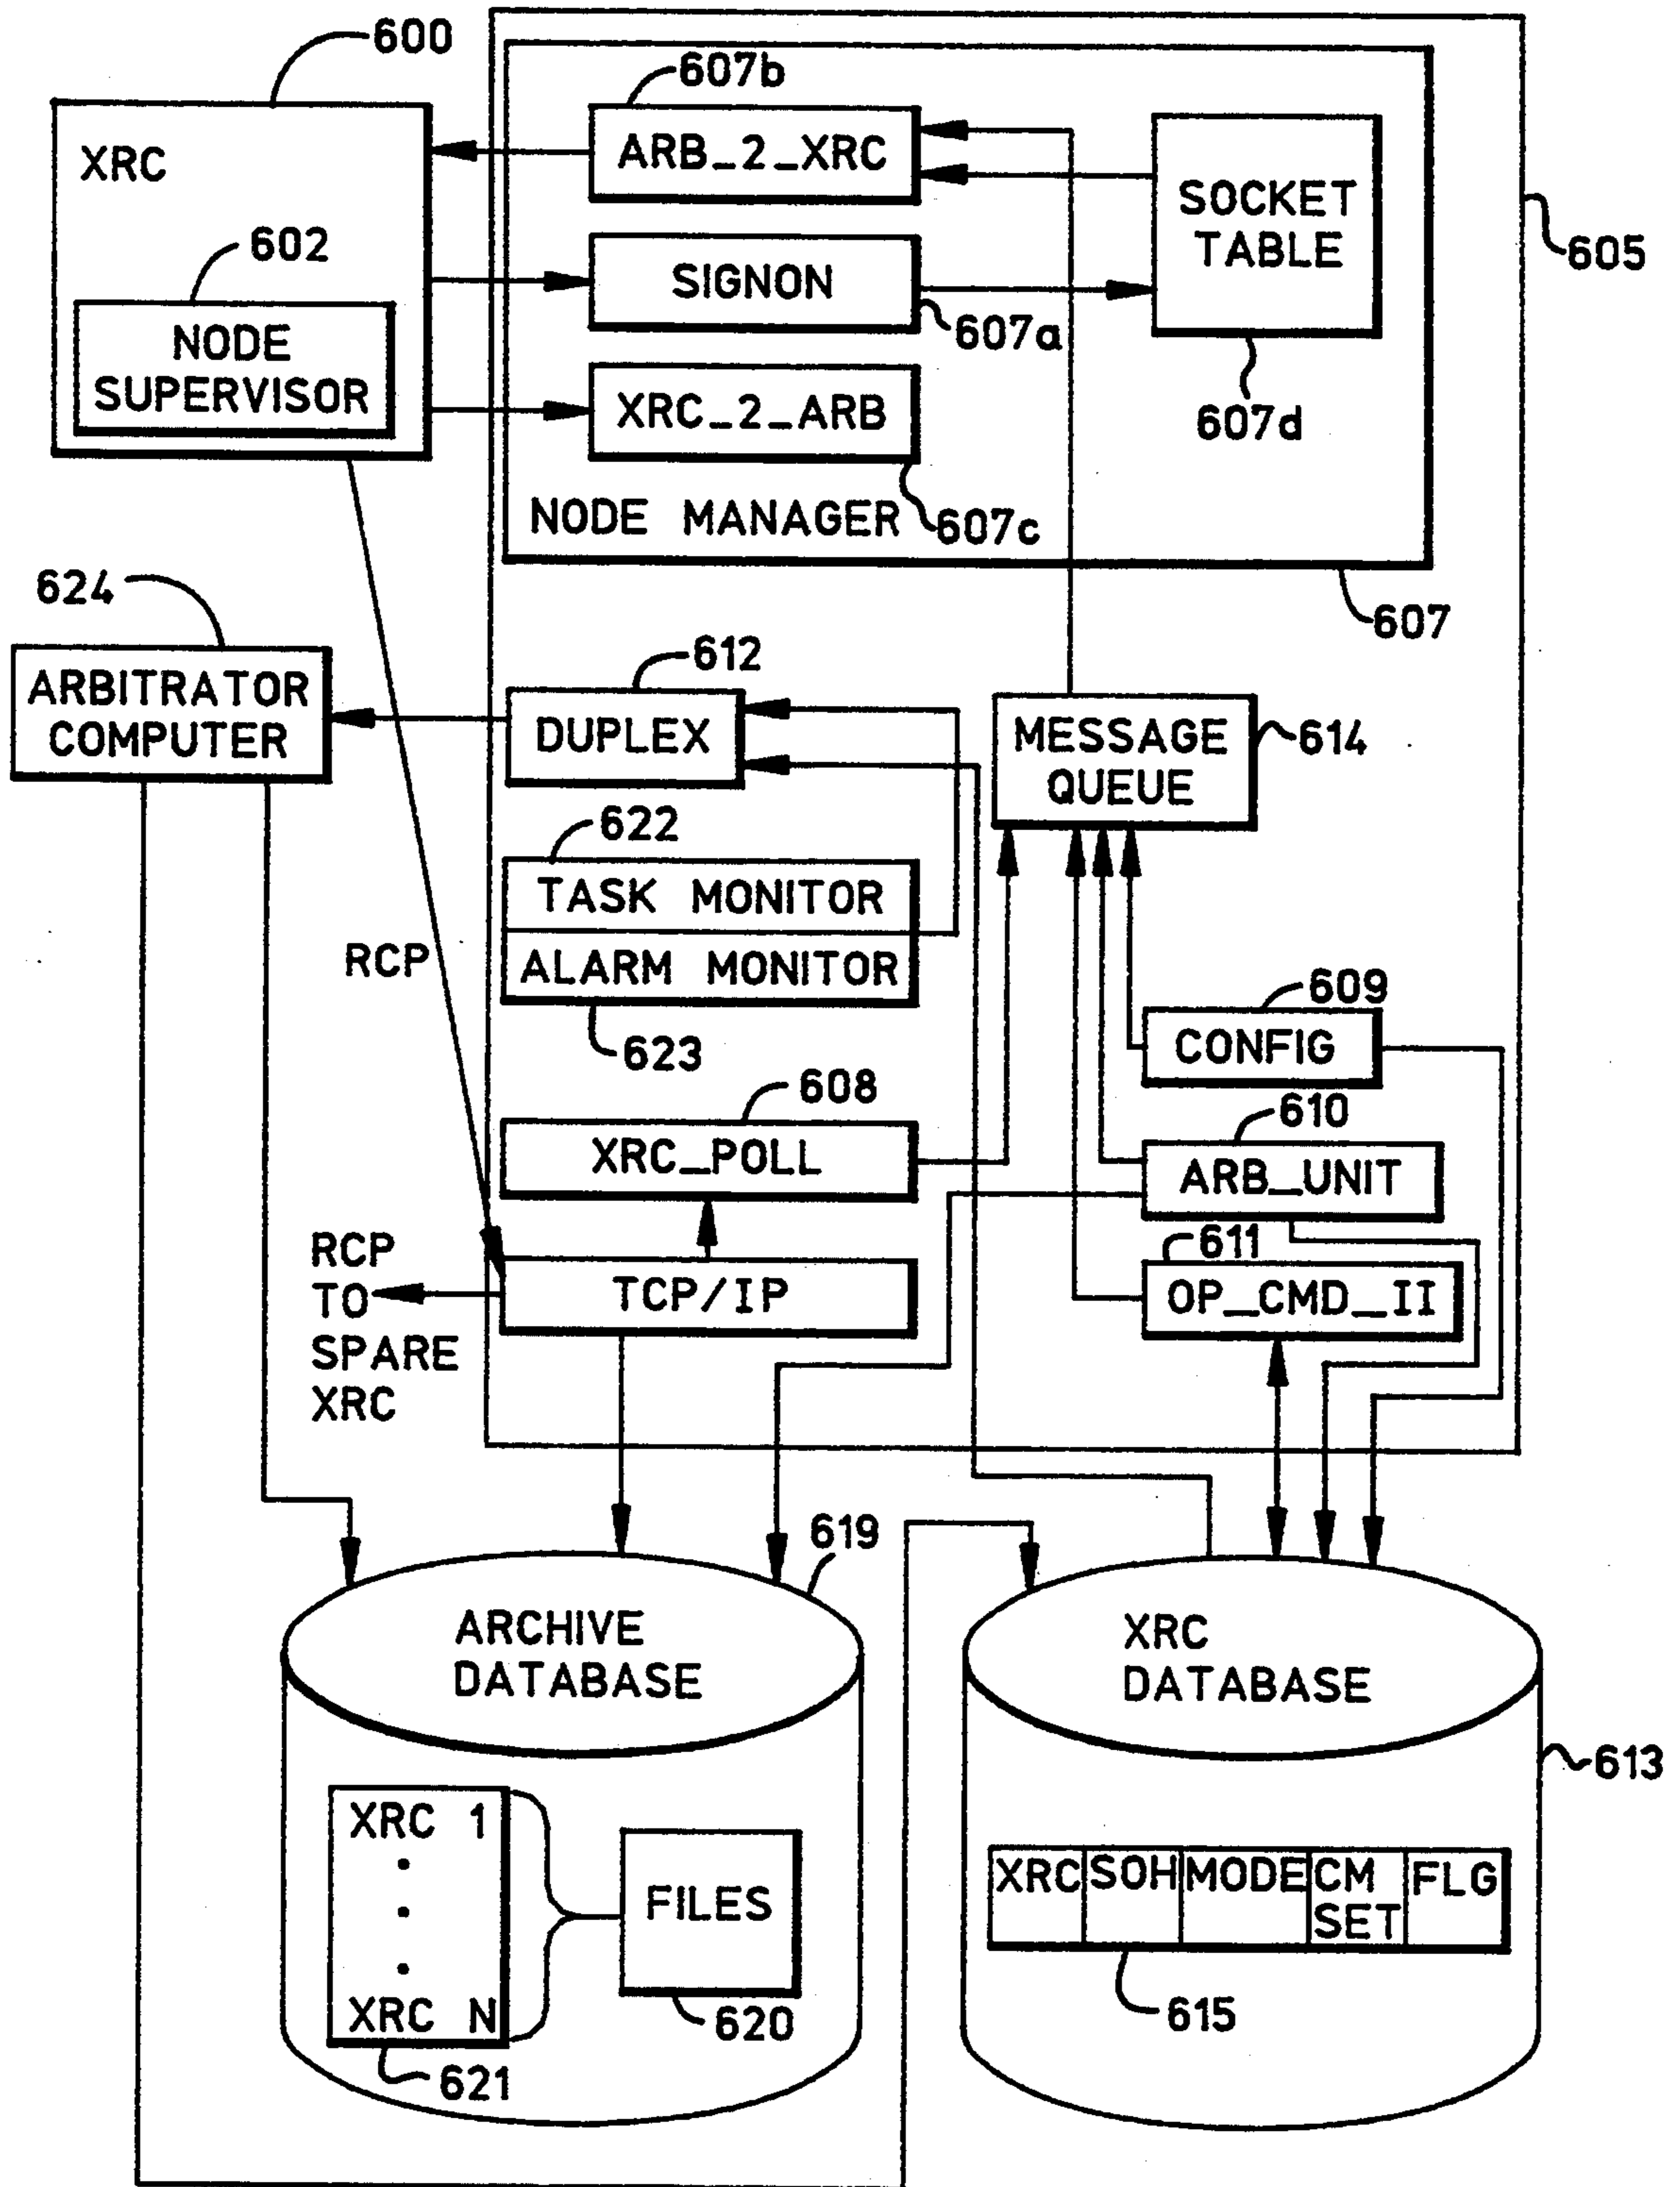 600
607b
XRC
ARB_2_XRC
SOCKET
TABLE
605
602
SIGNON
607a
NODE
SUPERVISOR
XRC_2_ARB
607d
NODE MANAGER
607c
624
607
612
ARBITRATOR
COMPUTER
DUPLEX
MESSAGE
QUEUE
614
622
TASK MONITOR
RCP
ALARM MONITOR
609
623
CONFIG
608
610
XRC_POLL
ARB_UNIT
611
RCP
TO
SPARE
XRC
TCP/IP
OP_CMD_II
619
ARCHIVE
DATABASE
XRC
DATABASE
613
XRC 1
XRC N
FILES
XRC
SOH
MODE
CM
SET
FLG
620
615
621